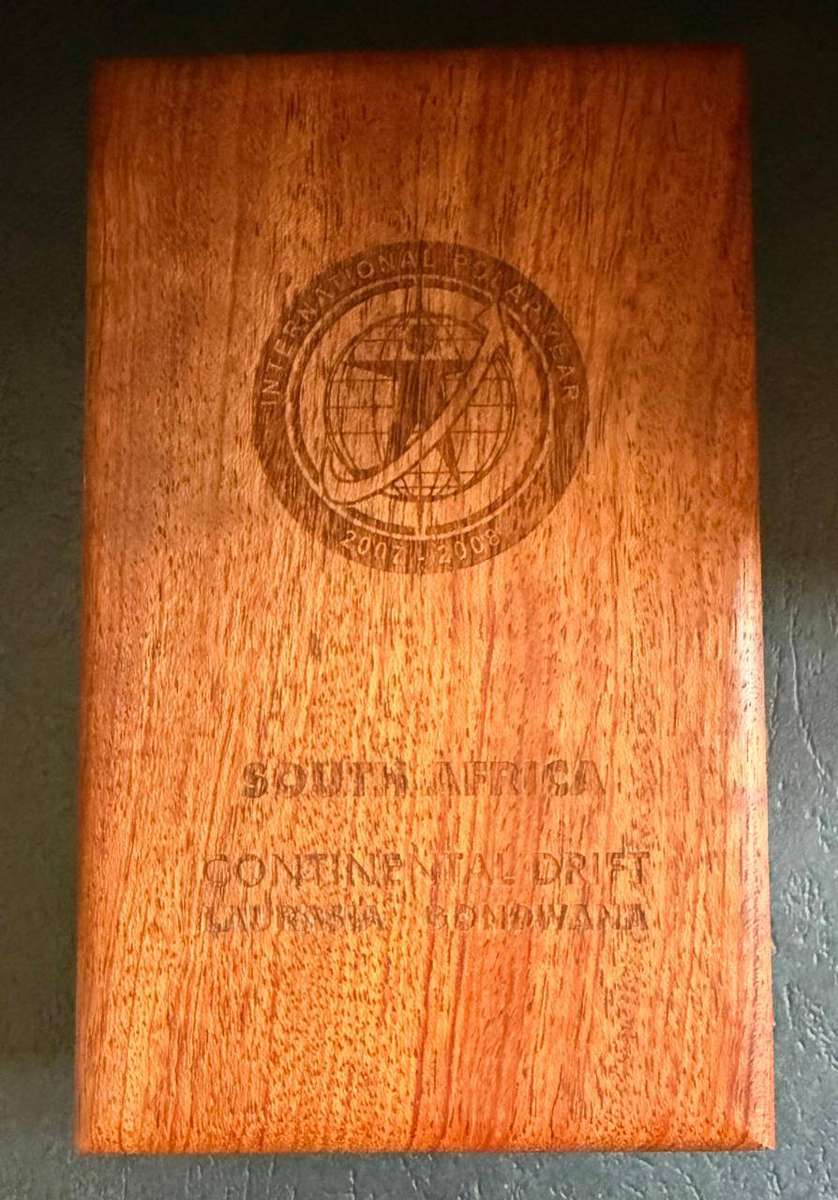 INTERNATIONAL POLAR YEAR
2007 - 2008
SOUTH AFRICA
CONTINENTAL DRIFT
LAURASIA GONDWANA